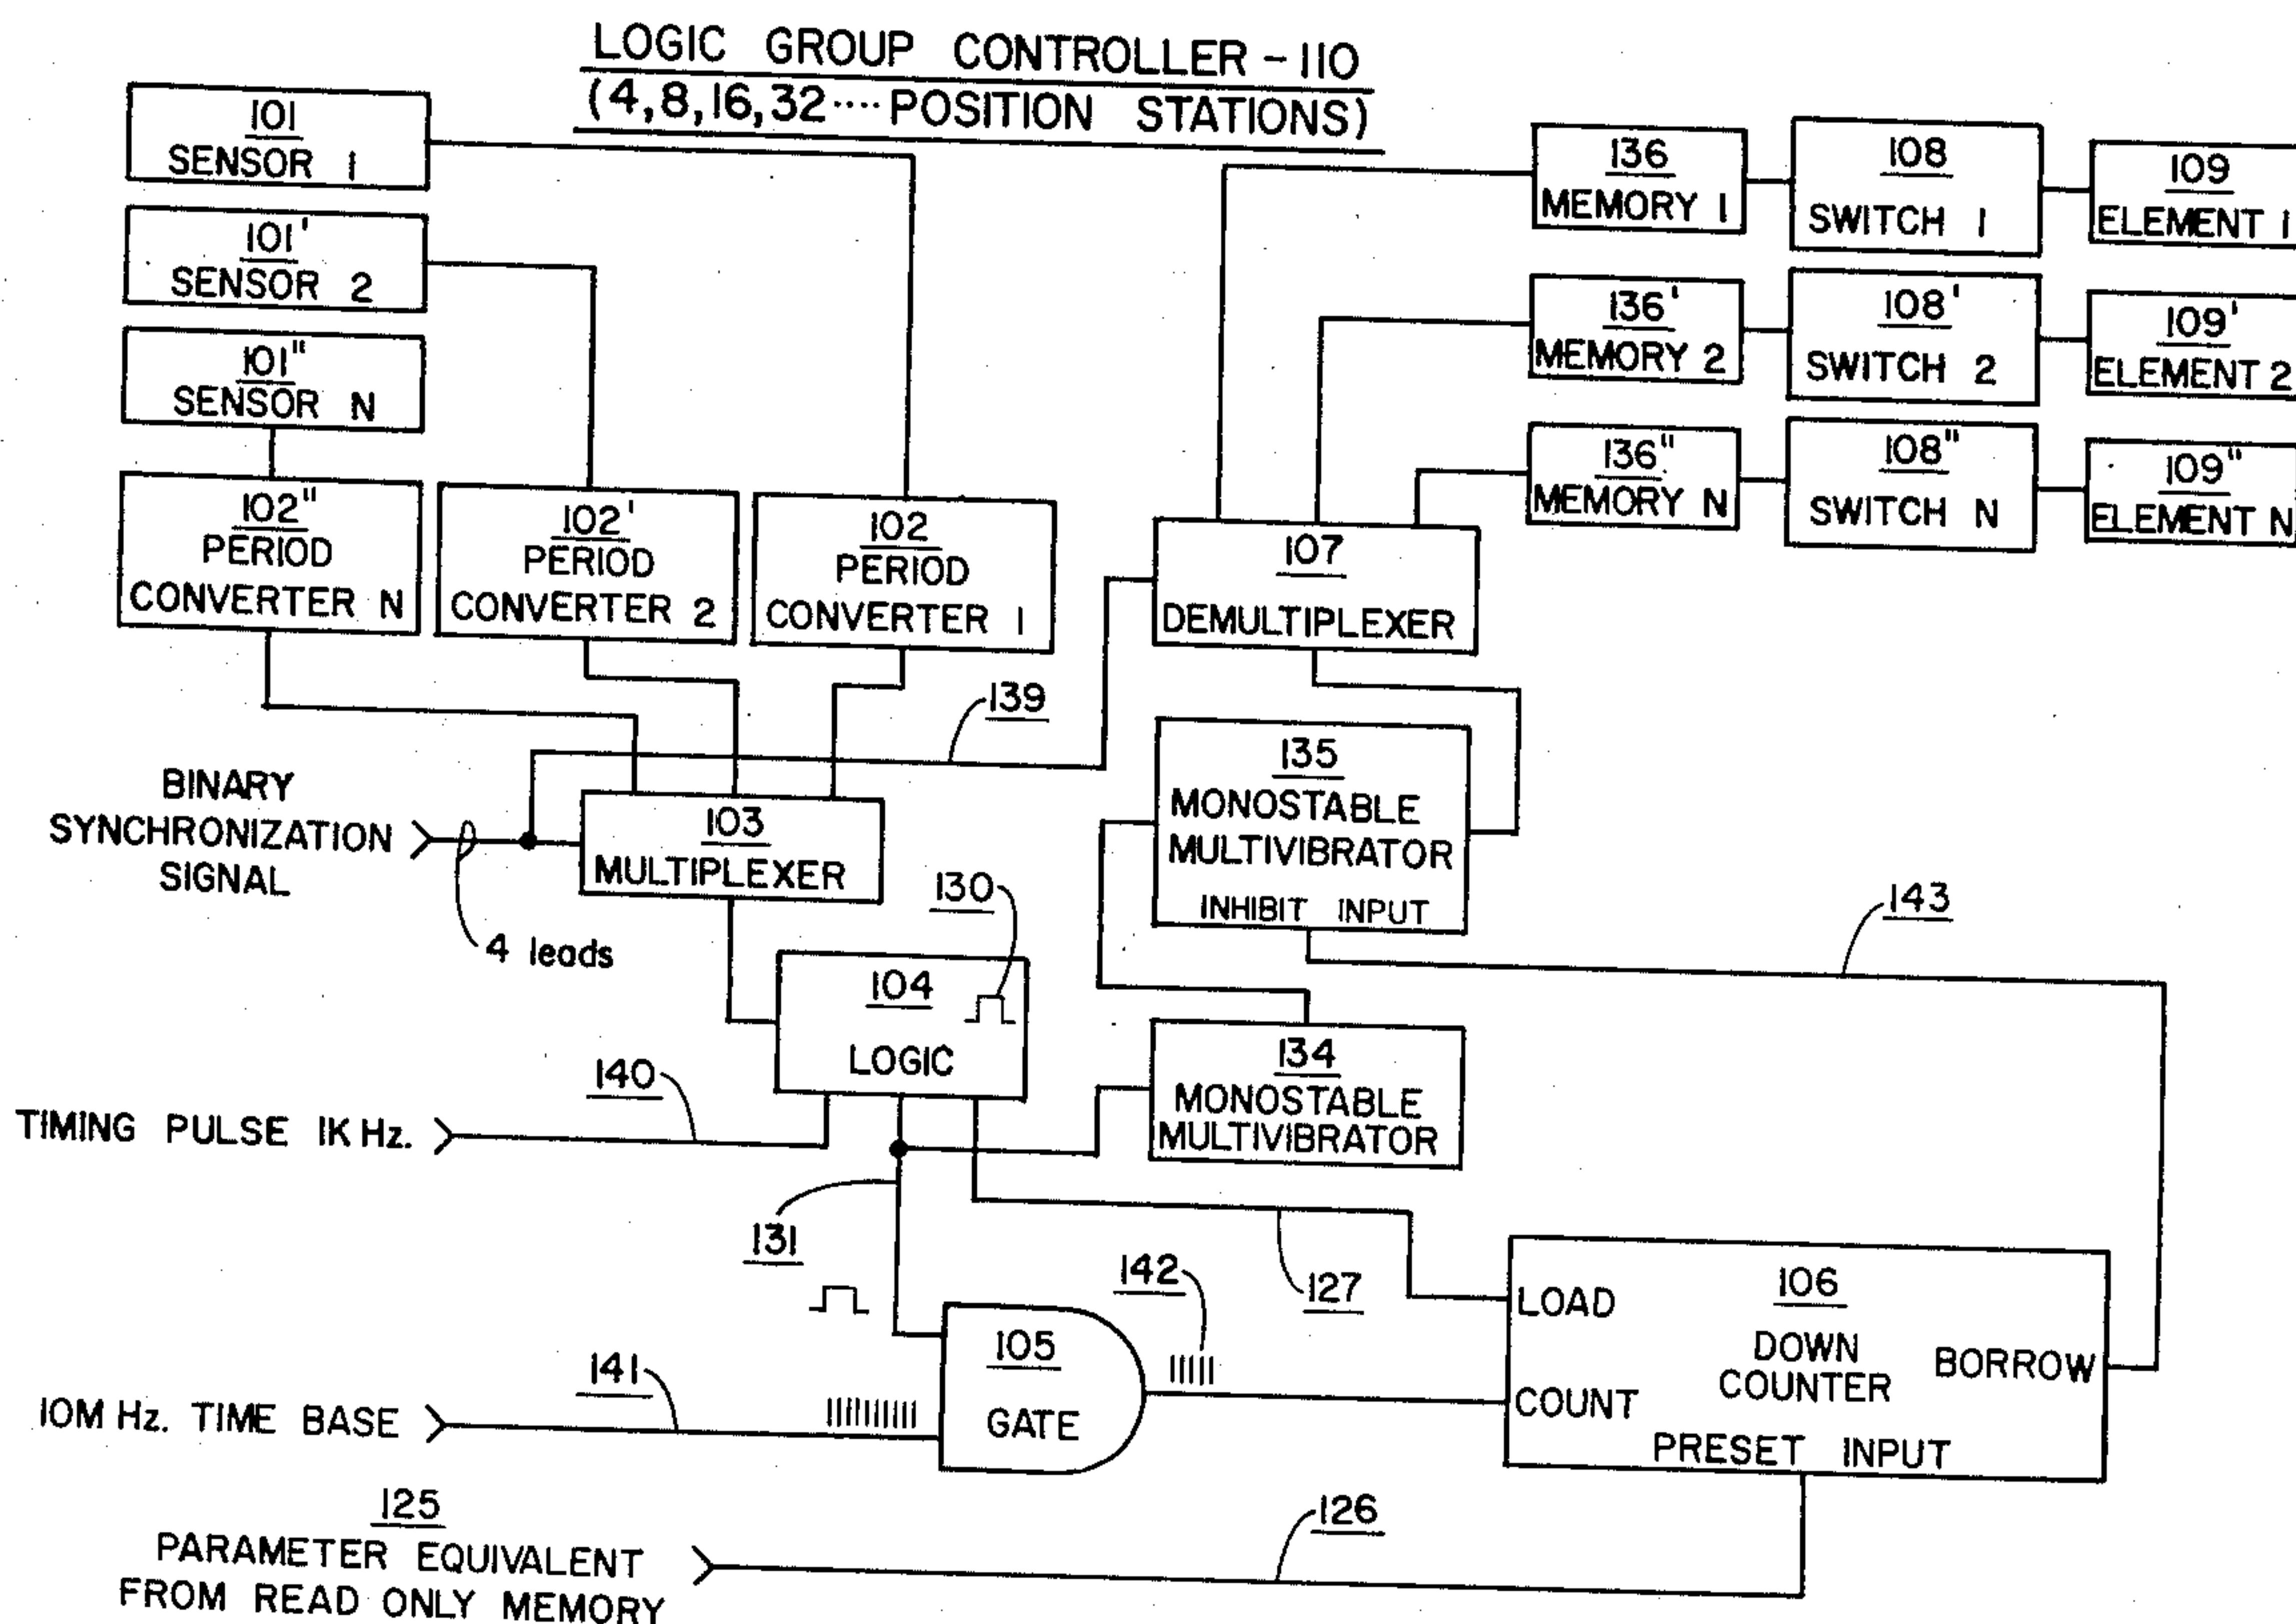 LOGIC GROUP CONTROLLER - 110
(4,8,16,32····POSITION STATIONS)
101
SENSOR 1
101'
SENSOR 2
101"
SENSOR N
102"
PERIOD
CONVERTER N
102'
PERIOD
CONVERTER 2
102
PERIOD
CONVERTER 1
136
MEMORY 1
108
SWITCH 1
109
ELEMENT 1
136'
MEMORY 2
108'
SWITCH 2
109'
ELEMENT 2
136"
MEMORY N
108"
SWITCH N
109"
ELEMENT N
107
DEMULTIPLEXER
139
BINARY
SYNCHRONIZATION
SIGNAL
4 leads
103
MULTIPLEXER
135
MONOSTABLE
MULTIVIBRATOR
INHIBIT INPUT
143
130
104
LOGIC
134
MONOSTABLE
MULTIVIBRATOR
140
TIMING PULSE 1K Hz.
131
127
142
105
GATE
141
10M Hz. TIME BASE
LOAD
106
DOWN
COUNTER
BORROW
COUNT
PRESET INPUT
125
PARAMETER EQUIVALENT
FROM READ ONLY MEMORY
126